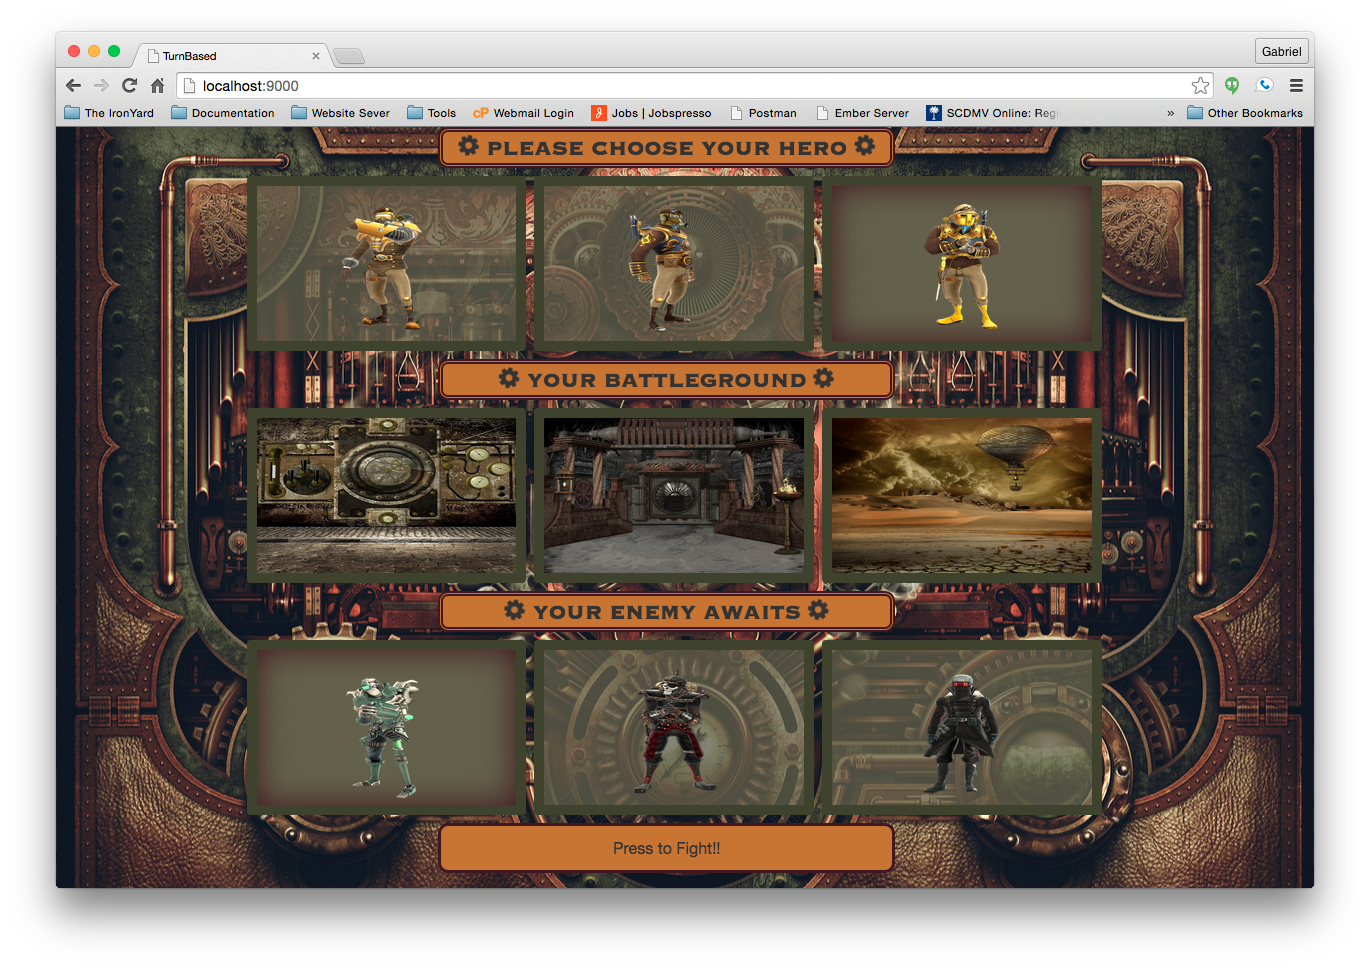 TurnBased
Gabriel
localhost:9000
The IronYard
Documentation
Website Sever
Tools
cP Webmail Login
Jobs | Jobspresso
Postman
Ember Server
SCDMV Online: Regi
»
Other Bookmarks
PLEASE CHOOSE YOUR HERO
YOUR BATTLEGROUND
YOUR ENEMY AWAITS
Press to Fight!!